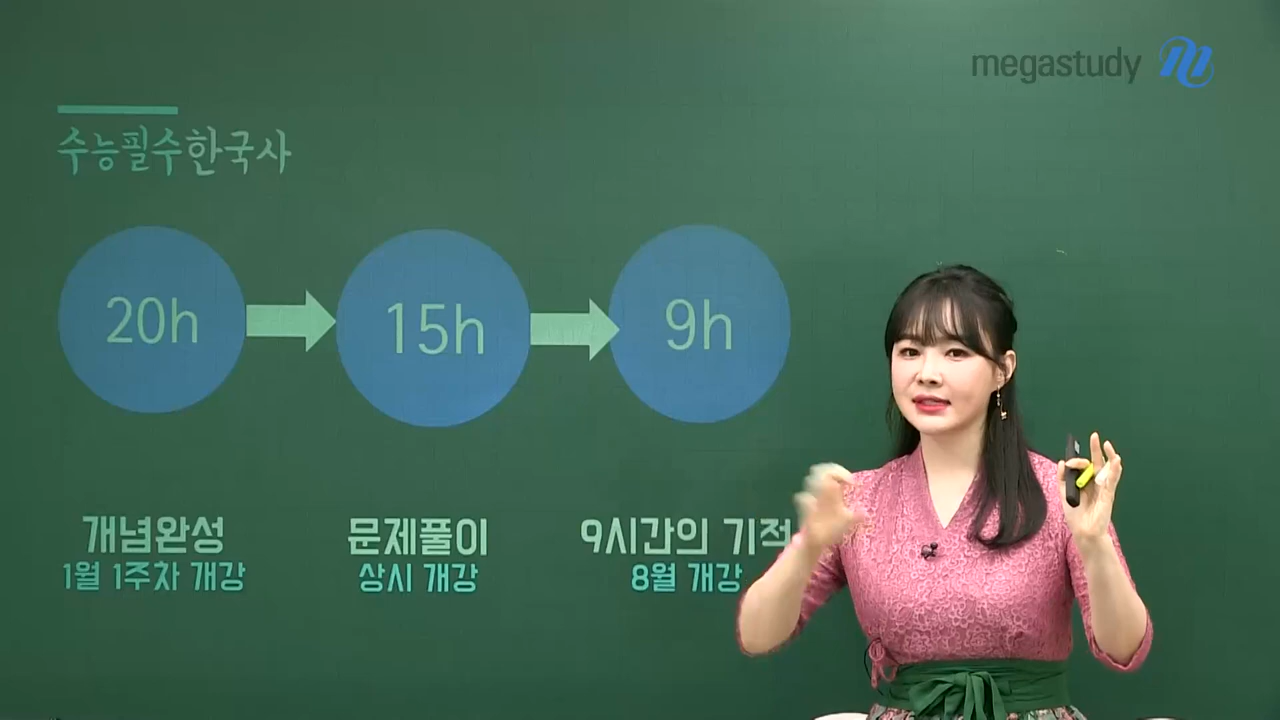 megastudy
수능필수한국사
20h
15h
9h
개념완성
1월 1주차 개강
문제풀이
상시 개강
9시간의 기적
8월 개강